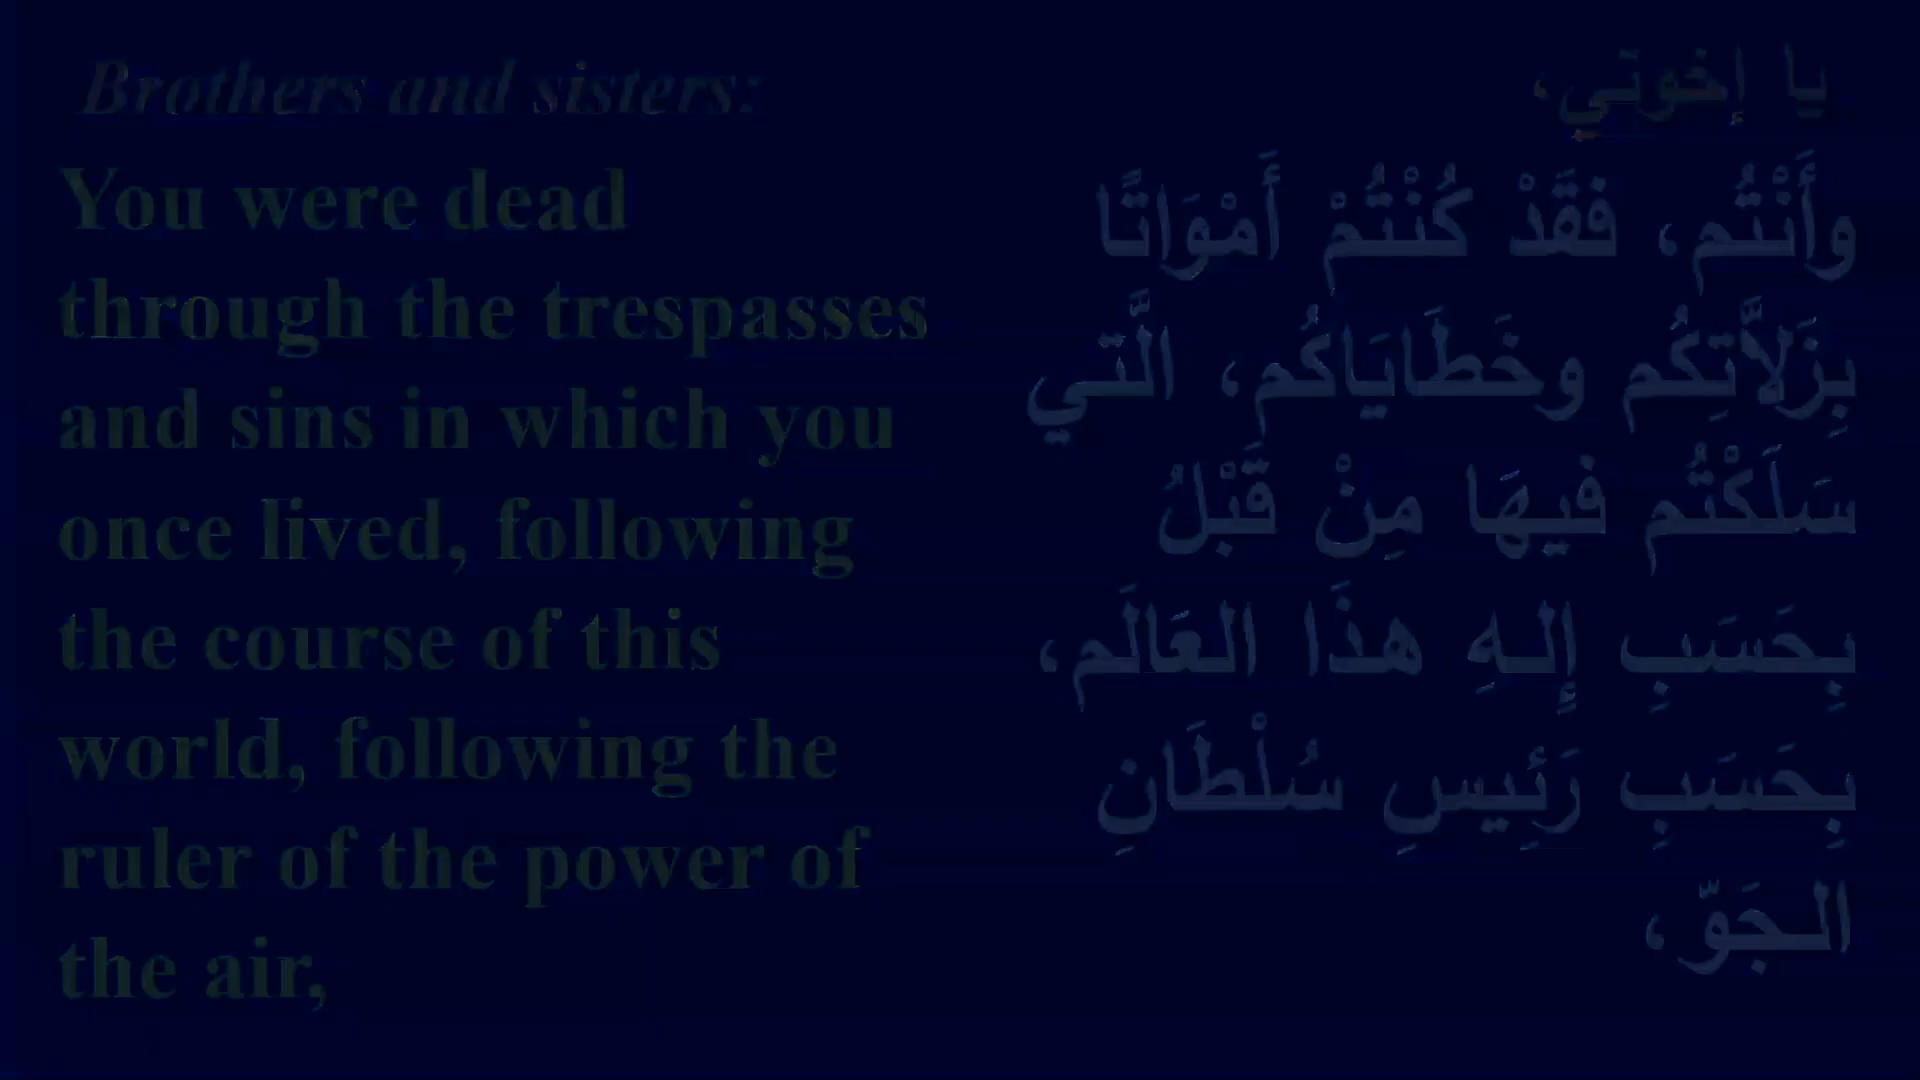 Brothers and sisters:
You were dead
through the trespasses
and sins in which you
once lived, following
the course of this
world, following the
ruler of the power of
the air,
يا إخوتي،
وأَنْتُم، فَقَدْ كُنْتُمْ أَمْوَاتًا
بِزَلاَّتِكُم وخَطَايَاكُم، الَّتي
سَلَكْتُم فيهَا مِنْ قَبْلُ
بِحَسَبِ إِلـهِ هـذَا العَالَم،
بِحَسَبِ رَئِيسِ سُلْطَانِ
الـجَوّ،